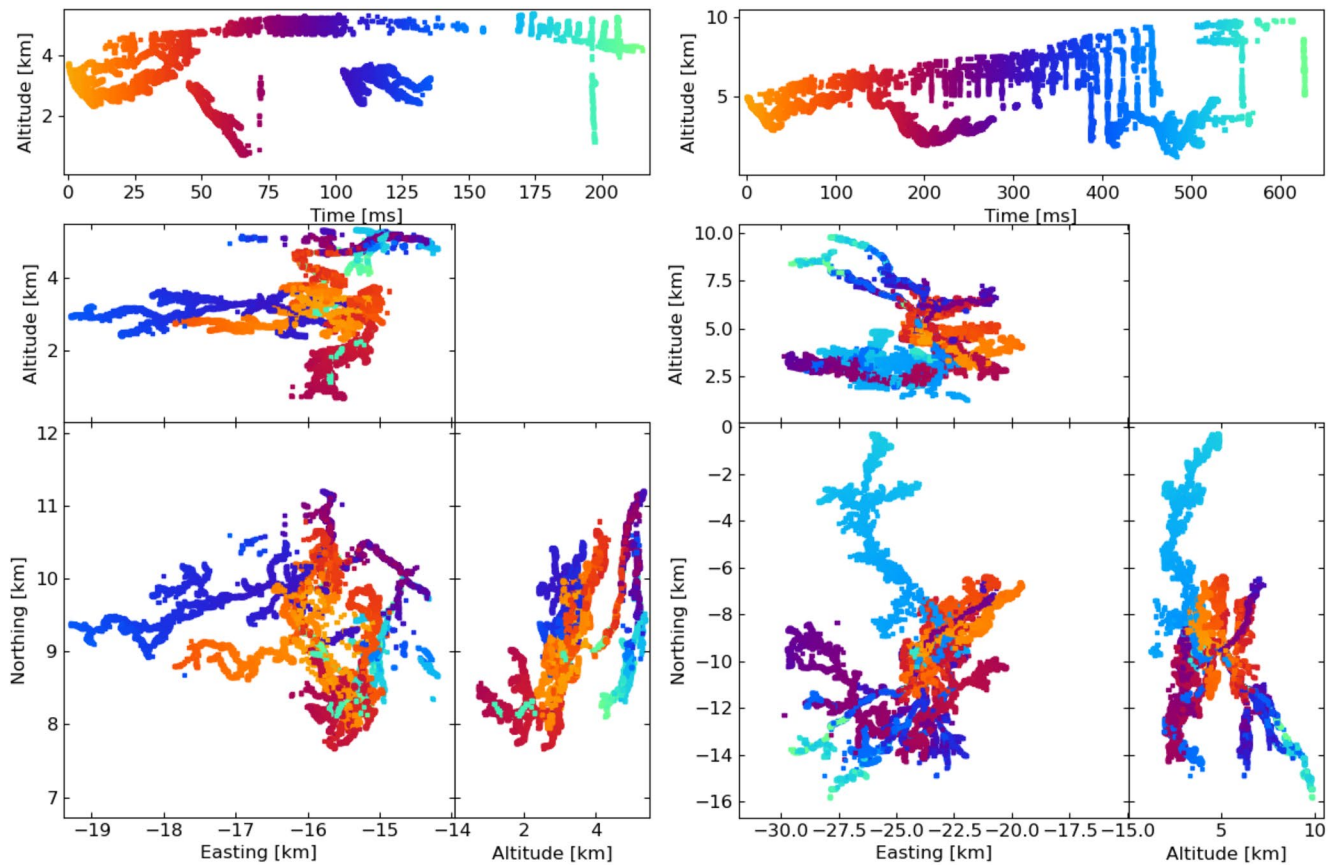 Altitude [km]
4
2
0 25 50 75 100 125 150 175 200
Time [ms]
Altitude [km]
10
5
0 100 200 300 400 500 600
Time [ms]
Altitude [km]
4
2
Altitude [km]
10.0
7.5
5.0
2.5
Northing [km]
12
11
10
9
8
7
−19 −18 −17 −16 −15 −14 2 4
Easting [km] Altitude [km]
Northing [km]
0
−2
−4
−6
−8
−10
−12
−14
−16
−30.0 −27.5 −25.0 −22.5 −20.0 −17.5 −15.0 5 10
Easting [km] Altitude [km]